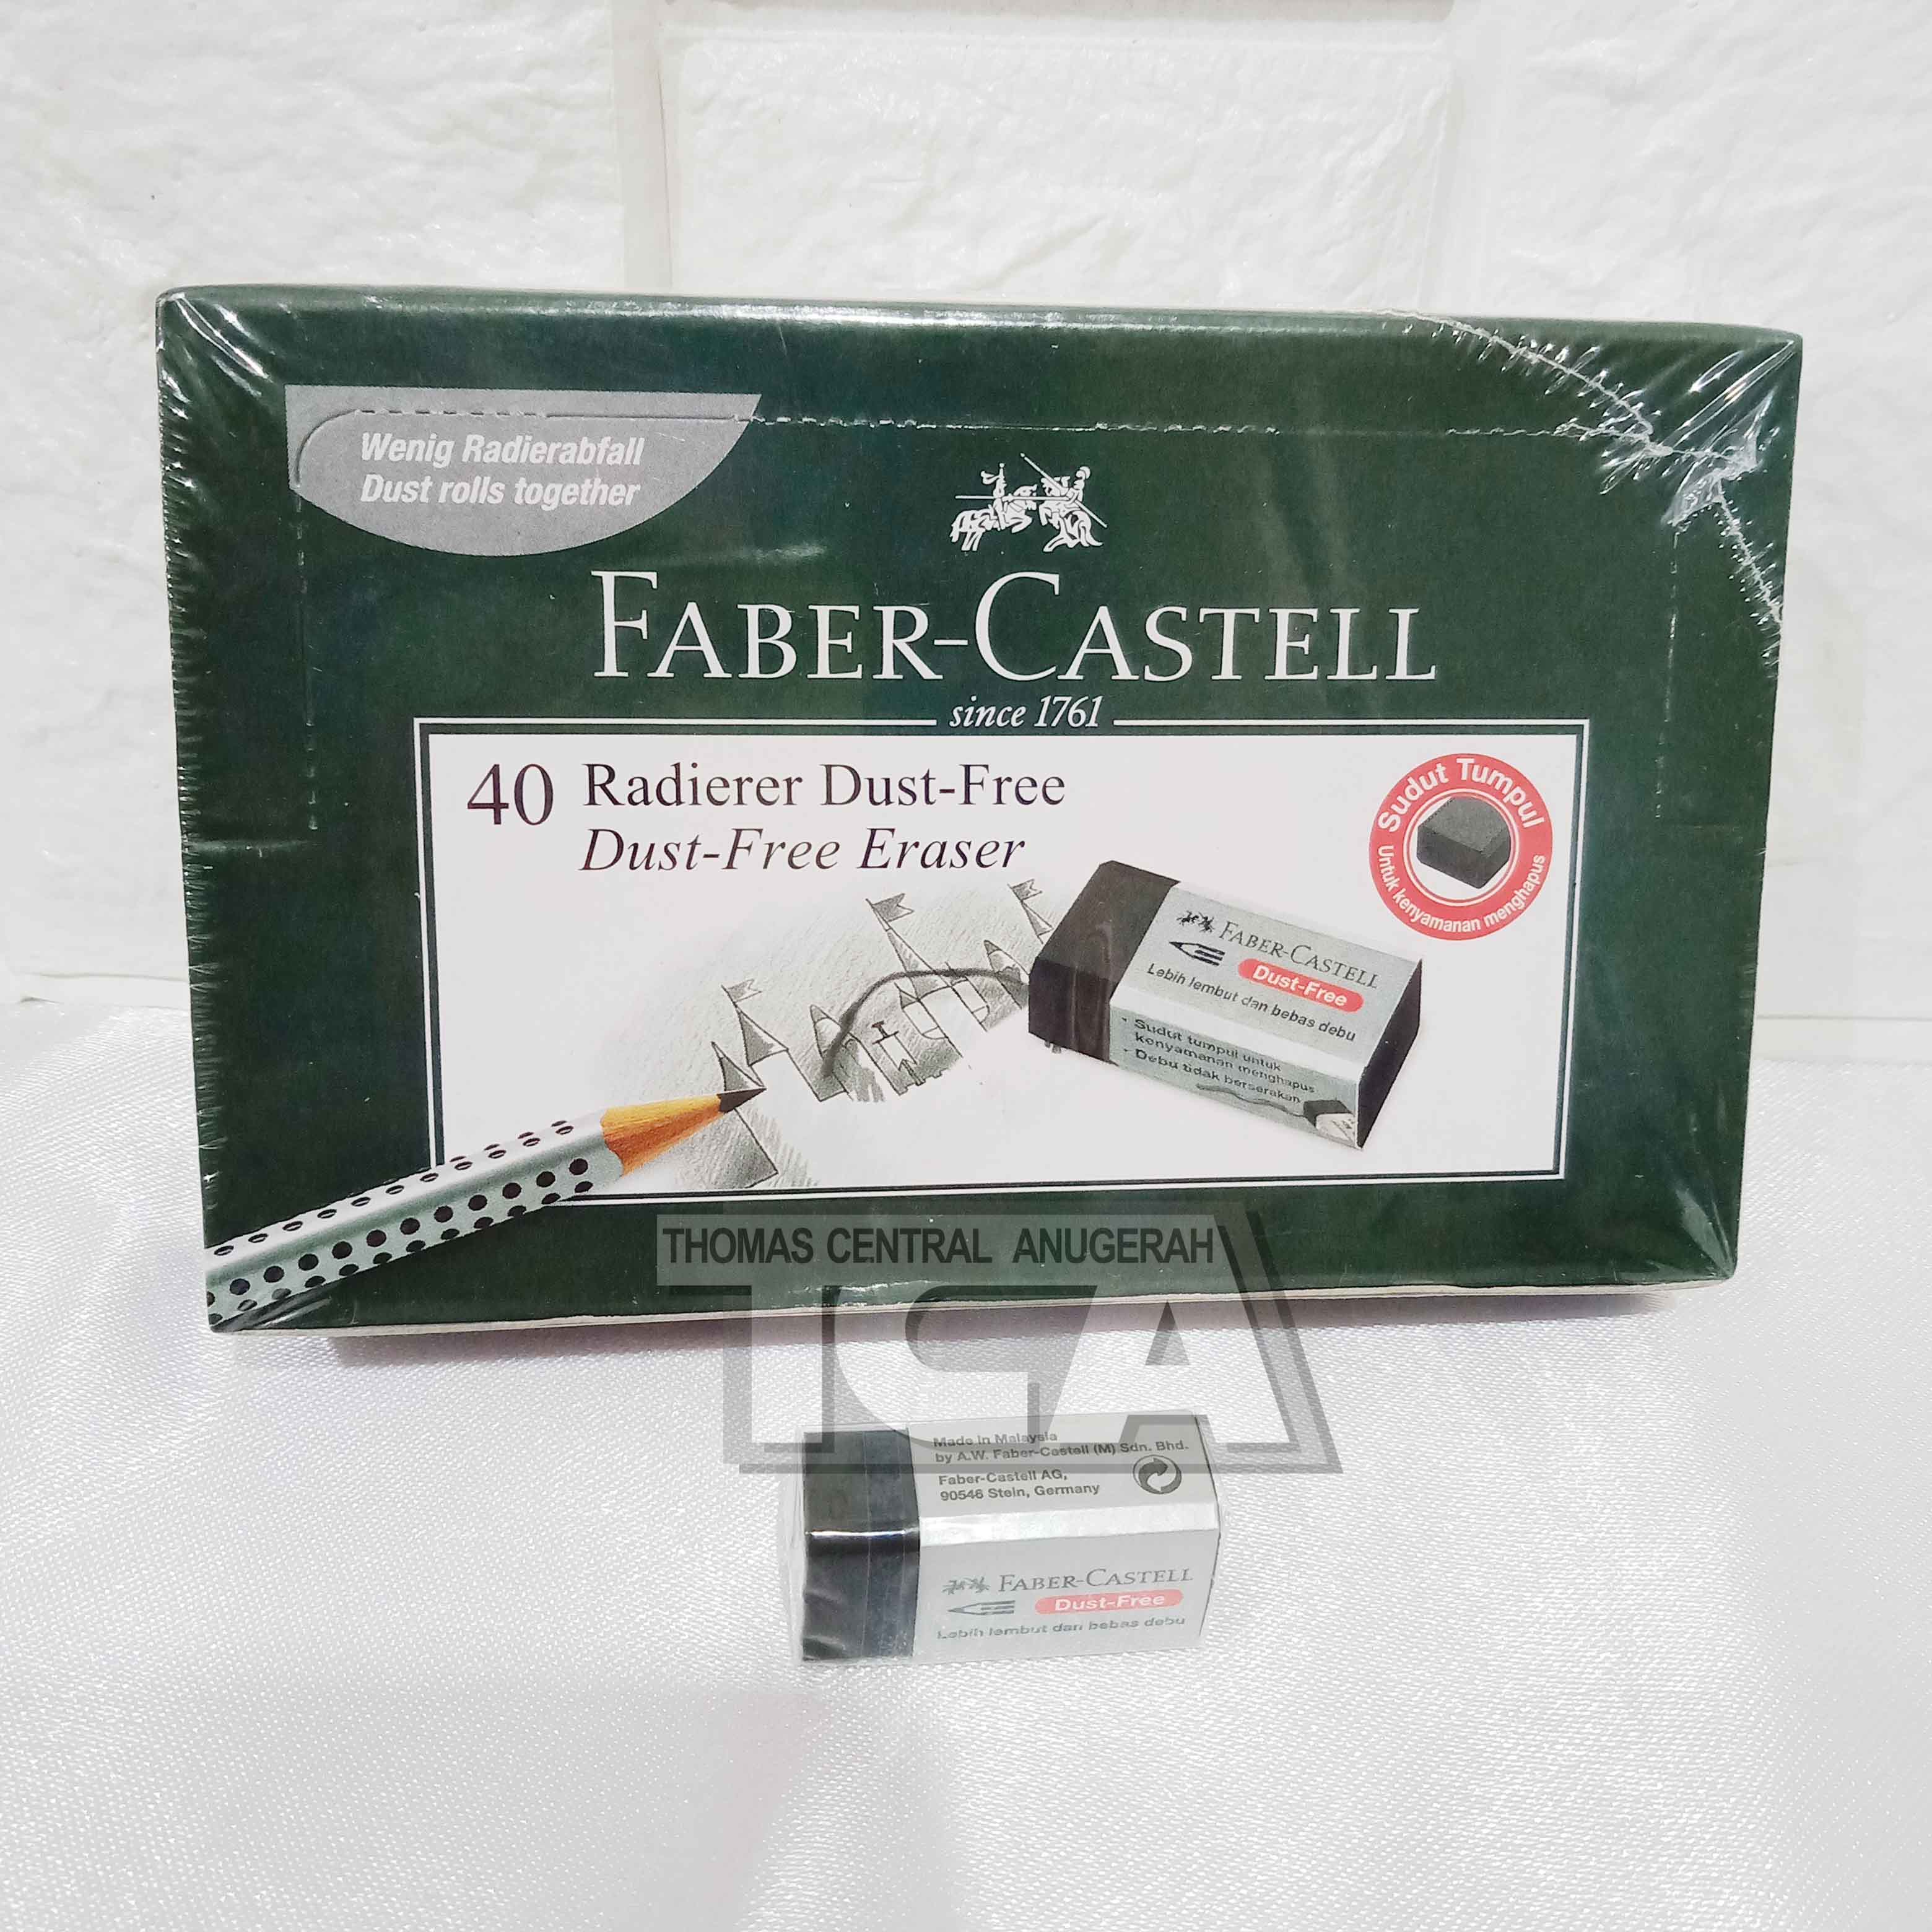 Wenig Radierabfall
Dust rolls together
FABER-CASTELL
since 1761
40 Radierer Dust-Free
Dust-Free Eraser
Sudut Tumpul
Untuk kenyamanan menghapus
FABER-CASTELL
Dust-Free
Lebih lembut dan bebas debu
- Sudut tumpul untuk
kenyamanan menghapus
- Debu tidak berserakan
THOMAS CENTRAL ANUGERAH
TCA
Made in Malaysia
by A.W. Faber-Castell (M) Sdn. Bhd.
Faber-Castell AG,
90546 Stein, Germany
FABER-CASTELL
Dust-Free
Lebih lembut dan bebas debu